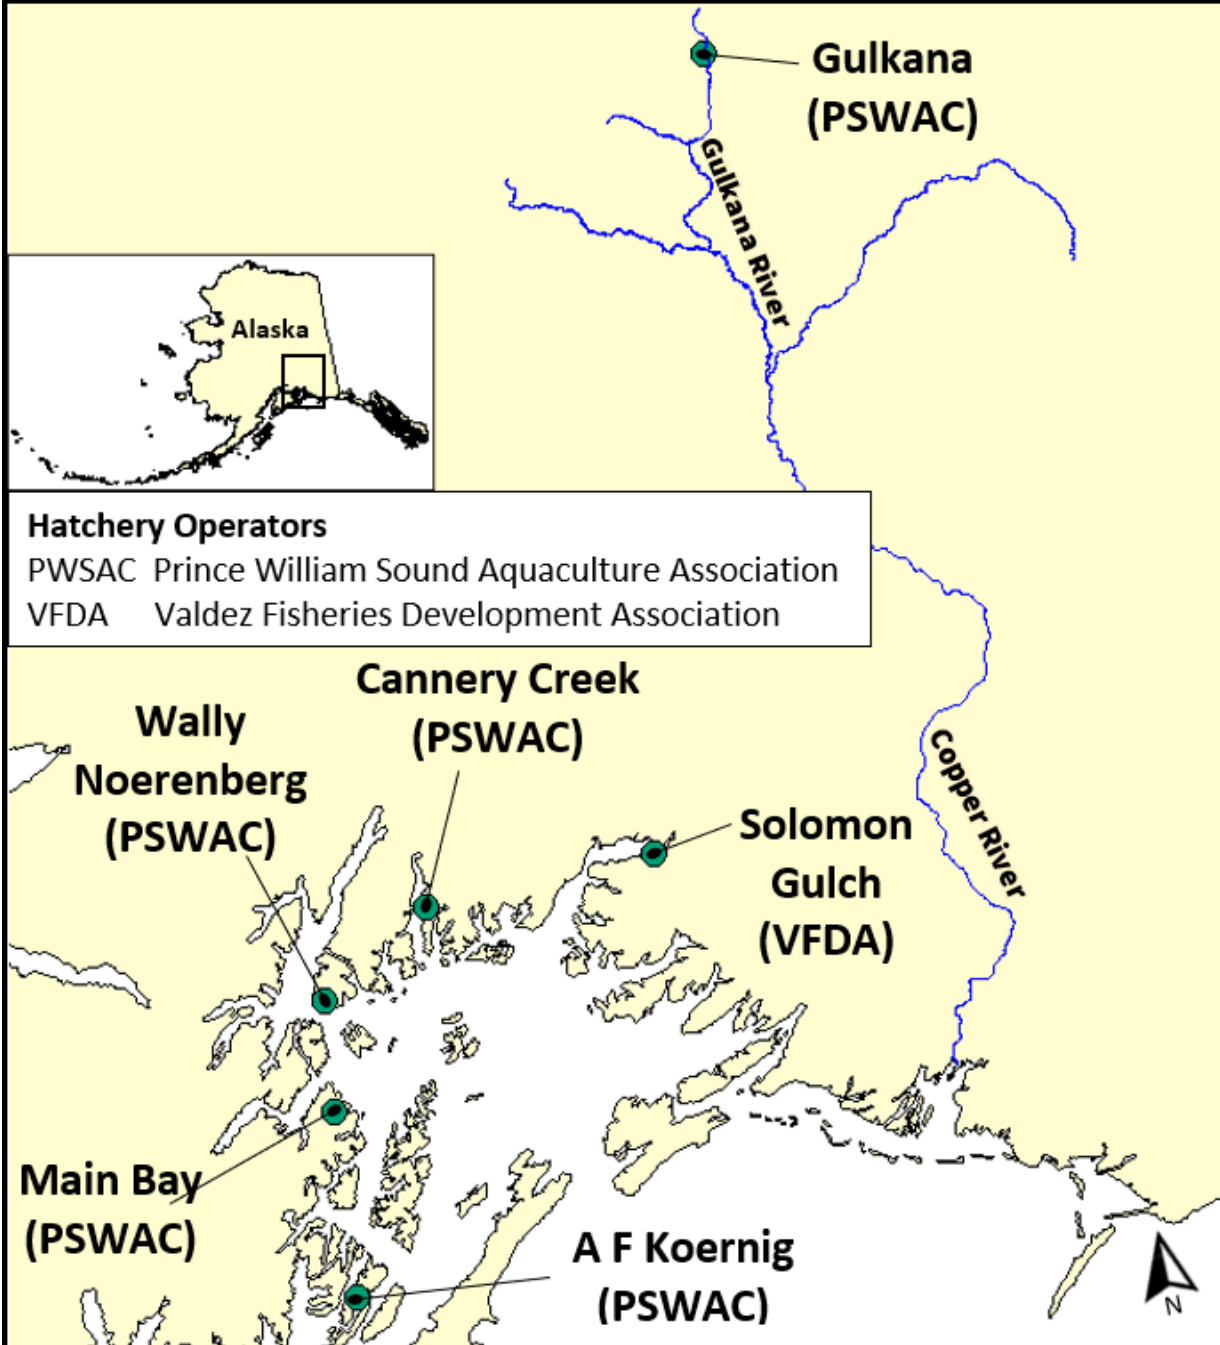 Gulkana
(PSWAC)
Gulkana River
Alaska
Hatchery Operators
PWSAC Prince William Sound Aquaculture Association
VFDA Valdez Fisheries Development Association
Cannery Creek
(PSWAC)
Wally
Noerenberg
(PSWAC)
Copper River
Solomon
Gulch
(VFDA)
Main Bay
(PSWAC)
A F Koernig
(PSWAC)
N